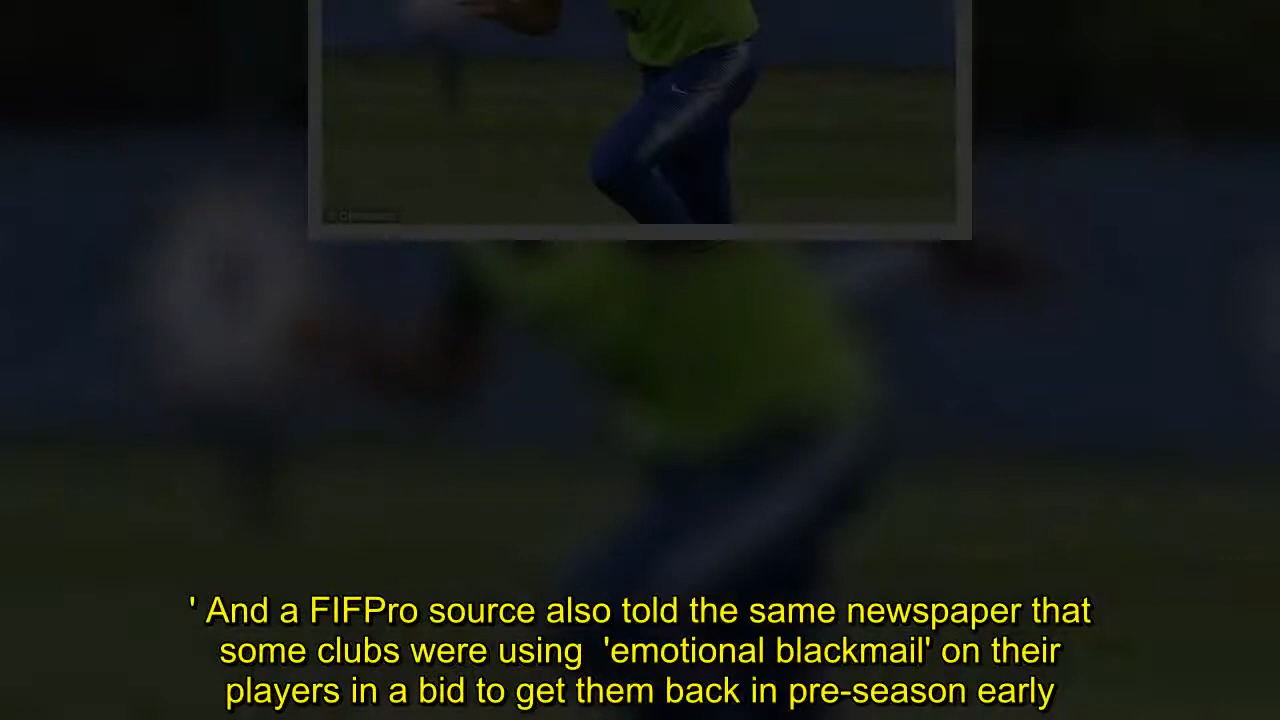 ' And a FIFPro source also told the same newspaper that
some clubs were using  'emotional blackmail' on their
players in a bid to get them back in pre-season early